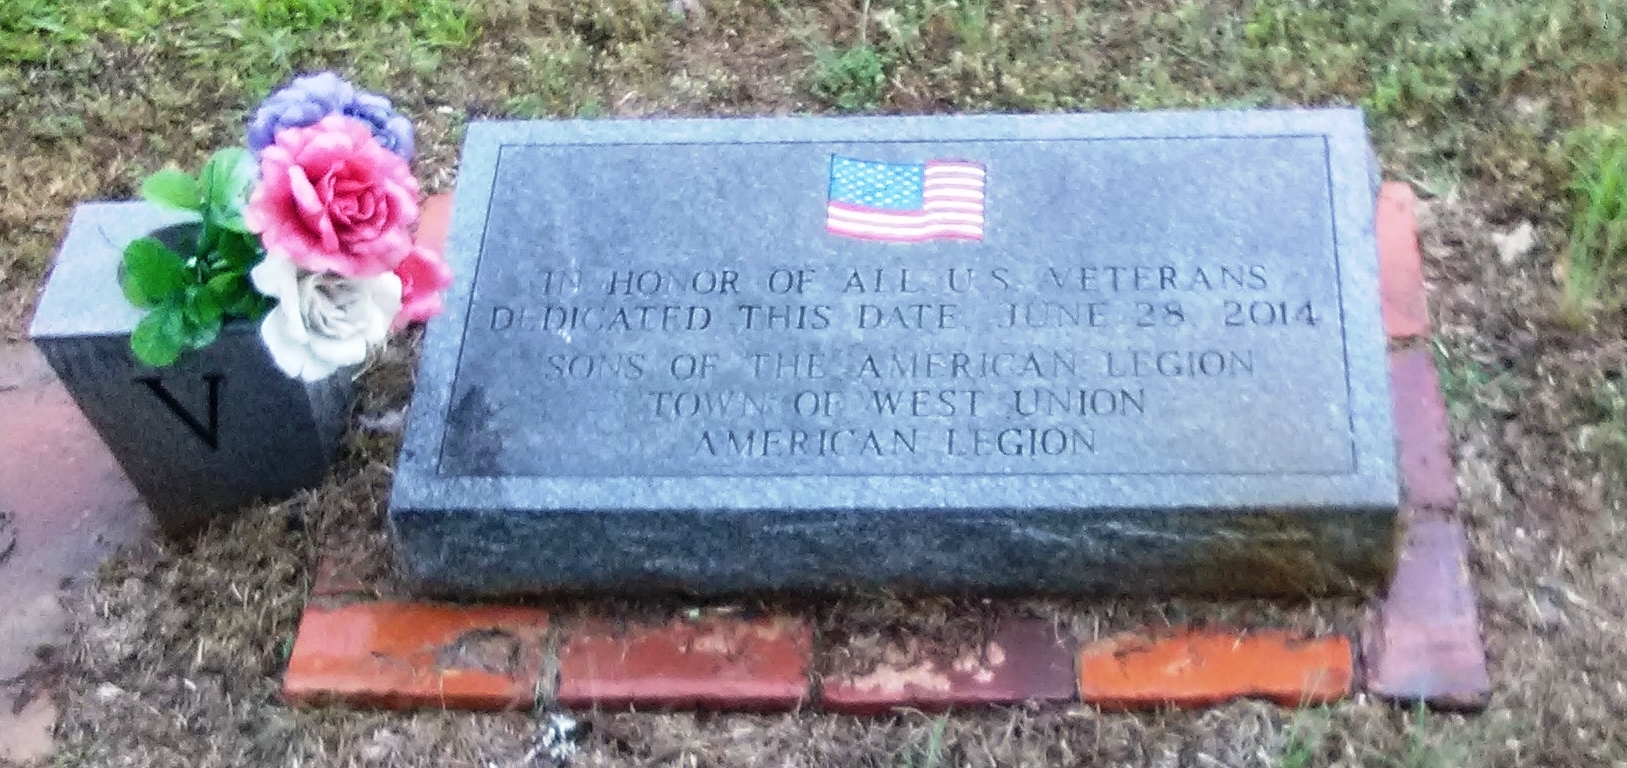 IN HONOR OF ALL U.S. VETERANS
DEDICATED THIS DATE, JUNE 28, 2014
SONS OF THE AMERICAN LEGION
TOWN OF WEST UNION
AMERICAN LEGION
V